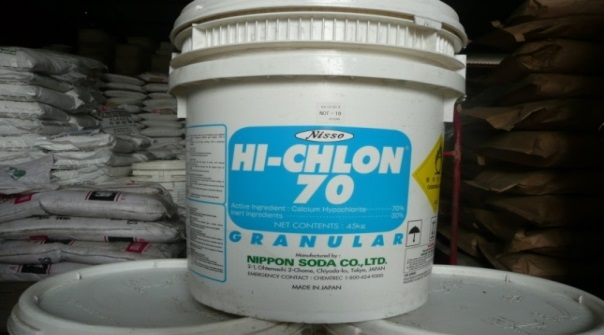 Nisso
HI-CHLON
70
Active Ingredient : Calcium Hypochlorite 70%
Inert Ingredients 30%
NET CONTENTS : 45kg
GRANULAR
Manufactured by :
NIPPON SODA CO., LTD.
2-1, Ohtemachi 2-Chome, Chiyoda-ku, Tokyo, JAPAN
EMERGENCY CONTACT : CHEMTREC 1-800-424-9300
MADE IN JAPAN